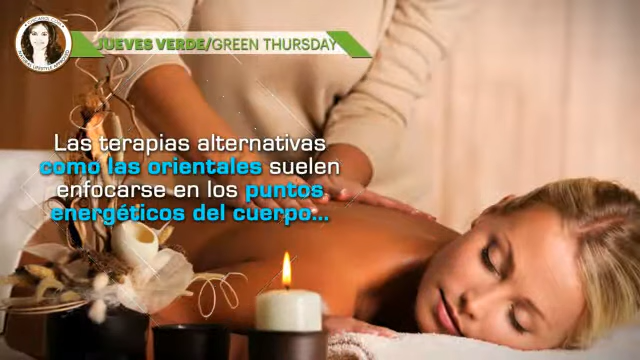 JUEVES VERDE/GREEN THURSDAY
Las terapias alternativas
como las orientales suelen
enfocarse en los puntos
energéticos del cuerpo...